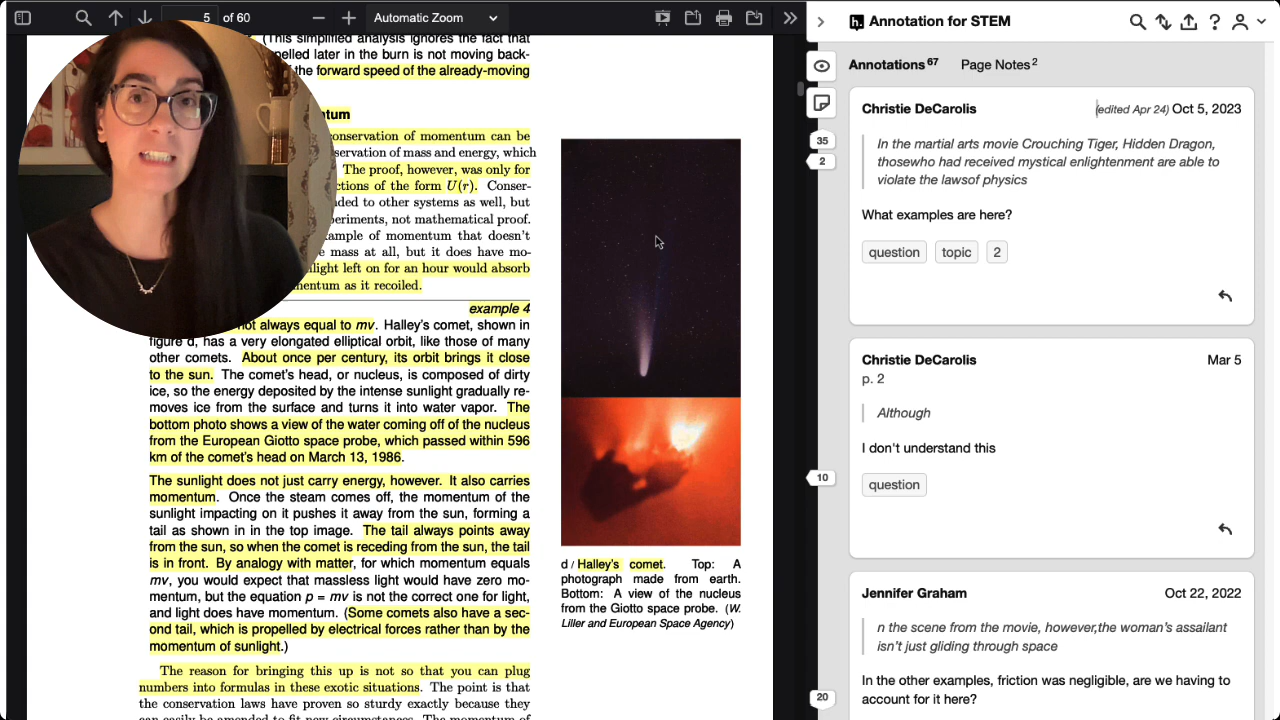 5 of 60
Automatic Zoom
(This simplified analysis ignores the fact that
pelled later in the burn is not moving back-
the forward speed of the already-moving
ntum
conservation of momentum can be
servation of mass and energy, which
The proof, however, was only for
ctions of the form U(r). Conser-
ded to other systems as well, but
periments, not mathematical proof.
ample of momentum that doesn't
e mass at all, but it does have mo-
light left on for an hour would absorb
mentum as it recoiled.
example 4
not always equal to mv. Halley's comet, shown in
figure d, has a very elongated elliptical orbit, like those of many
other comets. About once per century, its orbit brings it close
to the sun. The comet's head, or nucleus, is composed of dirty
ice, so the energy deposited by the intense sunlight gradually re-
moves ice from the surface and turns it into water vapor. The
bottom photo shows a view of the water coming off of the nucleus
from the European Giotto space probe, which passed within 596
km of the comet's head on March 13, 1986.
The sunlight does not just carry energy, however. It also carries
momentum. Once the steam comes off, the momentum of the
sunlight impacting on it pushes it away from the sun, forming a
tail as shown in in the top image. The tail always points away
from the sun, so when the comet is receding from the sun, the tail
is in front. By analogy with matter, for which momentum equals
mv, you would expect that massless light would have zero mo-
mentum, but the equation p = mv is not the correct one for light,
and light does have momentum. (Some comets also have a sec-
ond tail, which is propelled by electrical forces rather than by the
momentum of sunlight.)
The reason for bringing this up is not so that you can plug
numbers into formulas in these exotic situations. The point is that
the conservation laws have proven so sturdy exactly because they
can easily be amended to fit new circumstances. The momentum of
d / Halley's comet. Top: A
photograph made from earth.
Bottom: A view of the nucleus
from the Giotto space probe. (W.
Liller and European Space Agency)
35
2
10
20
h. Annotation for STEM
Annotations 67 Page Notes 2
Christie DeCarolis (edited Apr 24) Oct 5, 2023
In the martial arts movie Crouching Tiger, Hidden Dragon,
thosewho had received mystical enlightenment are able to
violate the lawsof physics
What examples are here?
question topic 2
Christie DeCarolis Mar 5
p. 2
Although
I don't understand this
question
Jennifer Graham Oct 22, 2022
n the scene from the movie, however,the woman's assailant
isn't just gliding through space
In the other examples, friction was negligible, are we having to
account for it here?